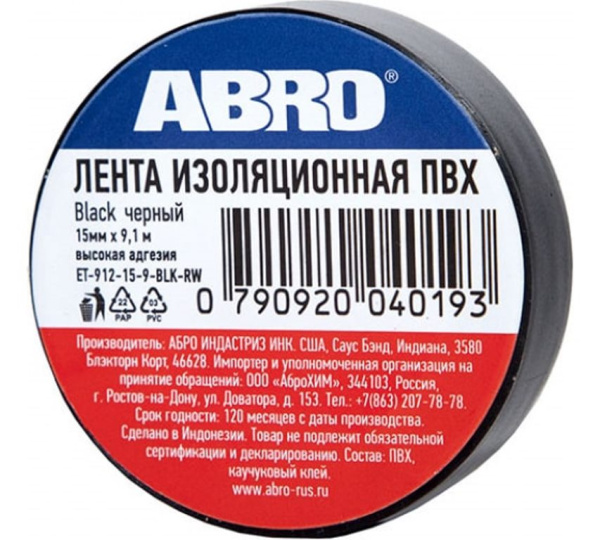 ABRO®
ЛЕНТА ИЗОЛЯЦИОННАЯ ПВХ
Black черный
15мм x 9,1 м
высокая адгезия
ET-912-15-9-BLK-RW
22
PAP
03
PVC
0 790920 040193
Производитель: АБРО ИНДАСТРИЗ ИНК. США, Саус Бэнд, Индиана, 3580
Блэкторн Корт, 46628. Импортер и уполномоченная организация на
принятие обращений: ООО «АброХИМ», 344103, Россия,
г. Ростов-на-Дону, ул. Доватора, д. 153. Тел.: +7(863) 207-78-78.
Срок годности: 120 месяцев с даты производства.
Сделано в Индонезии. Товар не подлежит обязательной
сертификации и декларированию. Состав: ПВХ,
каучуковый клей.
www.abro-rus.ru